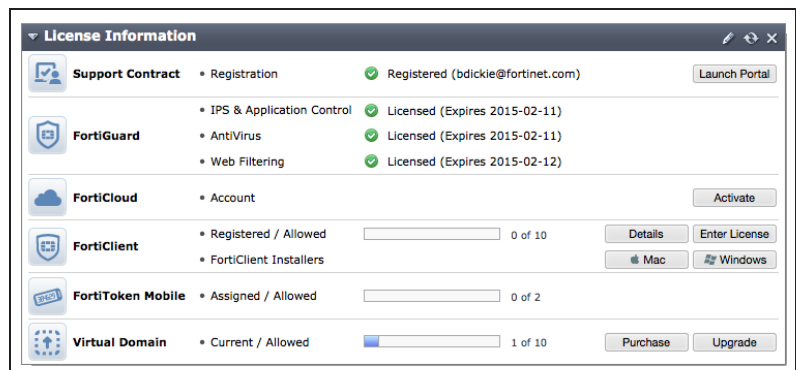 License Information
Support Contract • Registration Registered (bdickie@fortinet.com) Launch Portal
FortiGuard
• IPS & Application Control Licensed (Expires 2015-02-11)
• AntiVirus Licensed (Expires 2015-02-11)
• Web Filtering Licensed (Expires 2015-02-12)
FortiCloud • Account Activate
FortiClient
• Registered / Allowed 0 of 10 Details Enter License
• FortiClient Installers Mac Windows
FortiToken Mobile • Assigned / Allowed 0 of 2
Virtual Domain • Current / Allowed 1 of 10 Purchase Upgrade